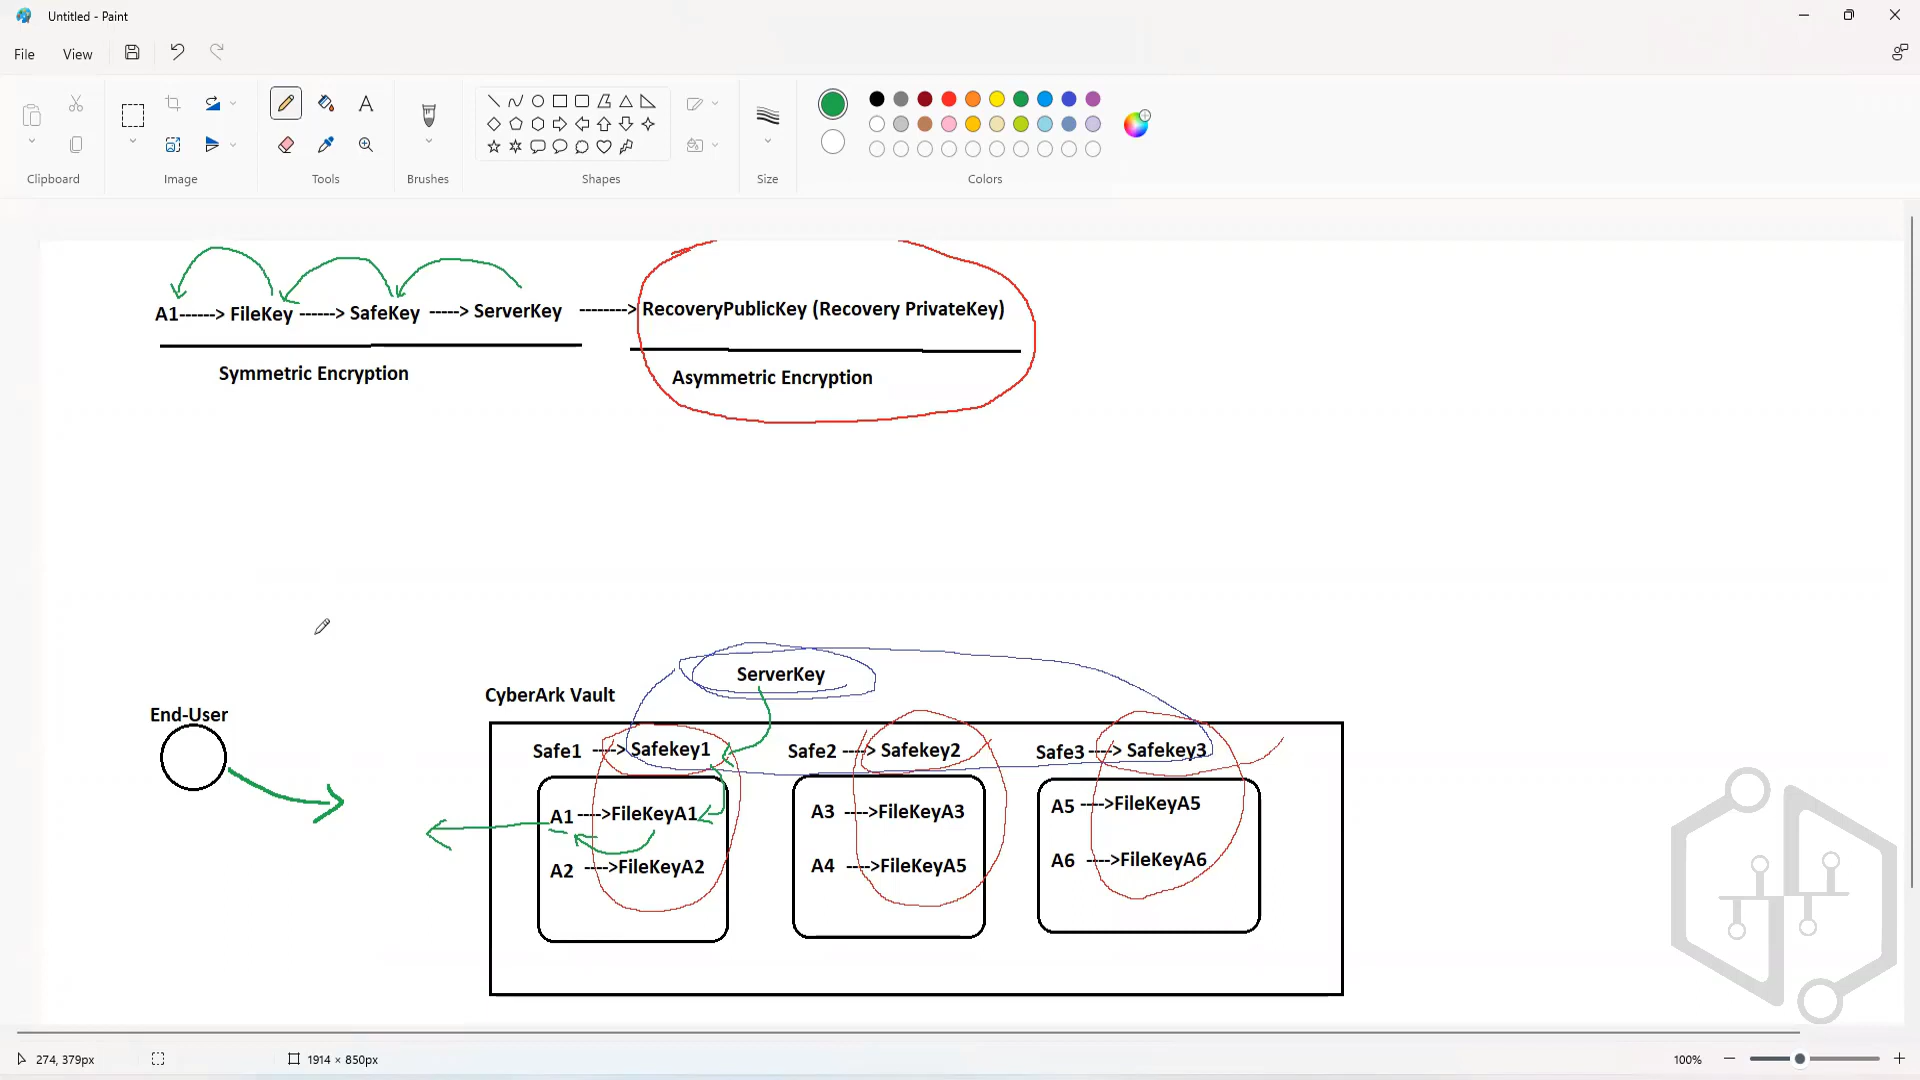 Untitled - Paint
File View
Clipboard Image Tools Brushes Shapes Size Colors
A1------> FileKey ------> SafeKey -----> ServerKey --------> RecoveryPublicKey (Recovery PrivateKey)
Symmetric Encryption Asymmetric Encryption
ServerKey
CyberArk Vault
End-User
Safe1 ----> Safekey1 Safe2 ----> Safekey2 Safe3 ----> Safekey3
A1 ---->FileKeyA1 A3 ---->FileKeyA3 A5 ---->FileKeyA5
A2 ---->FileKeyA2 A4 ---->FileKeyA5 A6 ---->FileKeyA6
274, 379px 1914 × 850px 100%